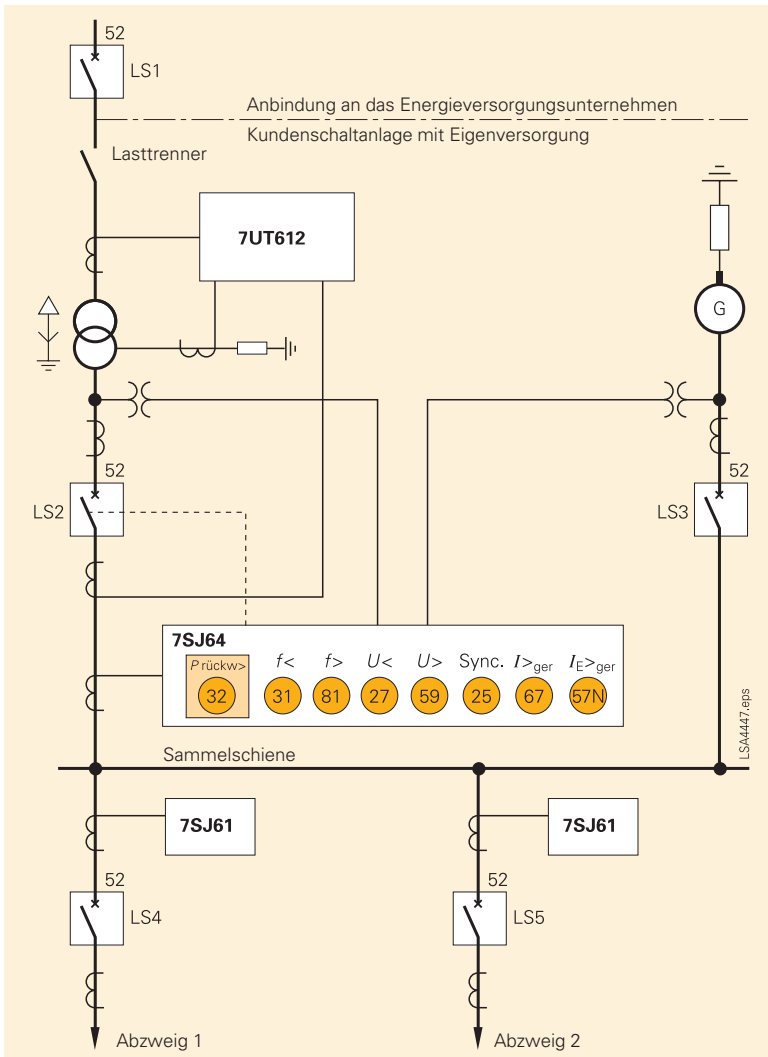 52
LS1
Anbindung an das Energieversorgungsunternehmen
Kundenschaltanlage mit Eigenversorgung
Lasttrenner
7UT612
G
52
LS2
52
LS3
7SJ64
P rückw> f< f> U< U> Sync. I>ger IE>ger
32 31 81 27 59 25 67 57N
LSA4447.eps
Sammelschiene
7SJ61
7SJ61
52
LS4
52
LS5
Abzweig 1
Abzweig 2